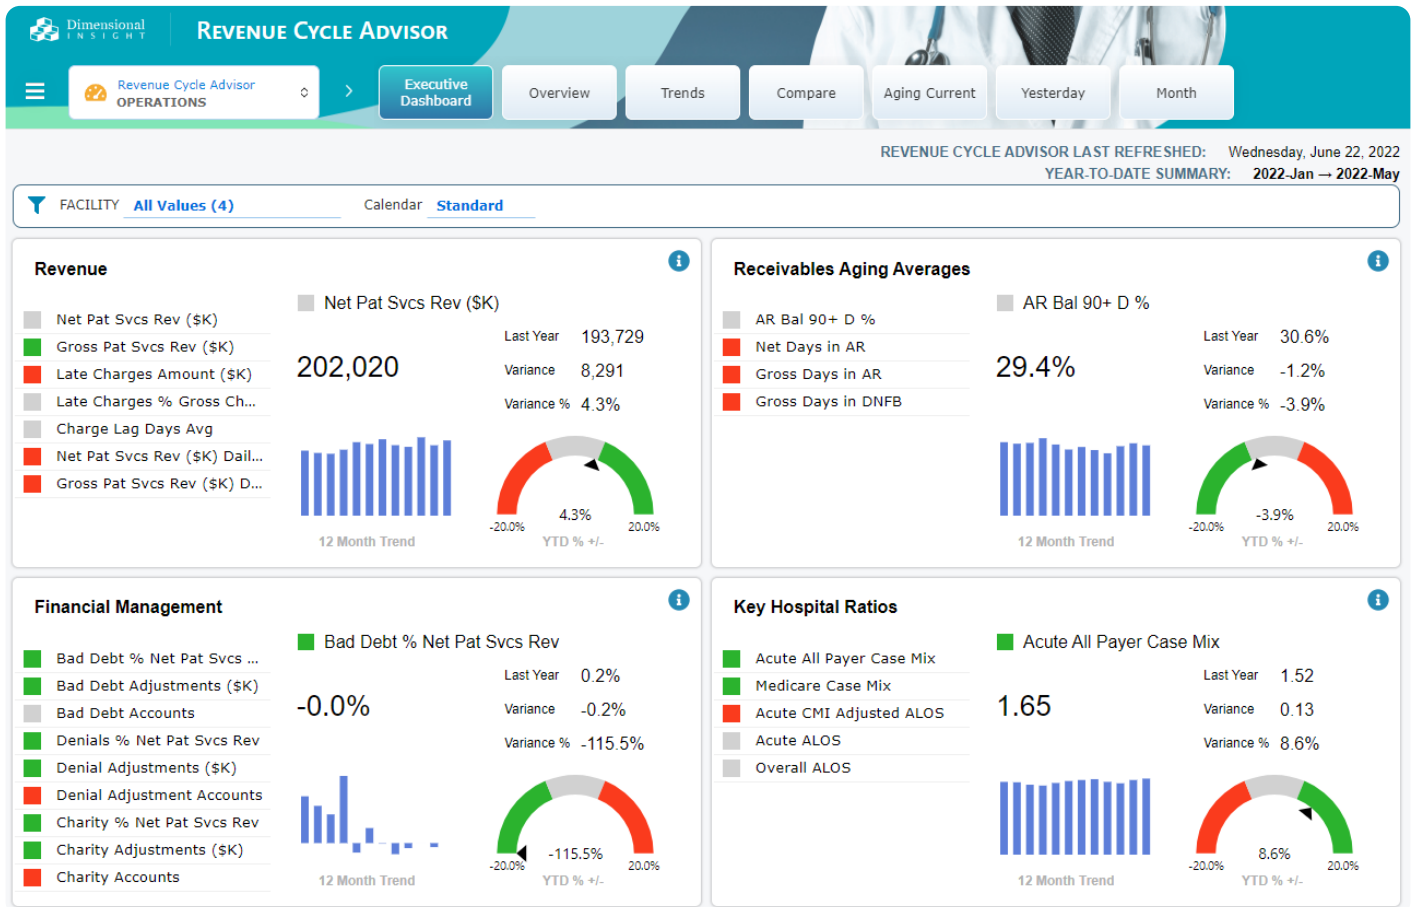 Dimensional
INSIGHT
REVENUE CYCLE ADVISOR
Revenue Cycle Advisor
OPERATIONS
Executive
Dashboard
Overview
Trends
Compare
Aging Current
Yesterday
Month
REVENUE CYCLE ADVISOR LAST REFRESHED: Wednesday, June 22, 2022
YEAR-TO-DATE SUMMARY: 2022-Jan → 2022-May
FACILITY All Values (4) Calendar Standard
Revenue
Net Pat Svcs Rev ($K)
Gross Pat Svcs Rev ($K)
Late Charges Amount ($K)
Late Charges % Gross Ch...
Charge Lag Days Avg
Net Pat Svcs Rev ($K) Dail...
Gross Pat Svcs Rev ($K) D...
Net Pat Svcs Rev ($K)
202,020
Last Year 193,729
Variance 8,291
Variance % 4.3%
12 Month Trend
4.3%
-20.0% 20.0%
YTD % +/-
Receivables Aging Averages
AR Bal 90+ D %
Net Days in AR
Gross Days in AR
Gross Days in DNFB
AR Bal 90+ D %
29.4%
Last Year 30.6%
Variance -1.2%
Variance % -3.9%
12 Month Trend
-3.9%
-20.0% 20.0%
YTD % +/-
Financial Management
Bad Debt % Net Pat Svcs ...
Bad Debt Adjustments ($K)
Bad Debt Accounts
Denials % Net Pat Svcs Rev
Denial Adjustments ($K)
Denial Adjustment Accounts
Charity % Net Pat Svcs Rev
Charity Adjustments ($K)
Charity Accounts
Bad Debt % Net Pat Svcs Rev
-0.0%
Last Year 0.2%
Variance -0.2%
Variance % -115.5%
12 Month Trend
-115.5%
-20.0% 20.0%
YTD % +/-
Key Hospital Ratios
Acute All Payer Case Mix
Medicare Case Mix
Acute CMI Adjusted ALOS
Acute ALOS
Overall ALOS
Acute All Payer Case Mix
1.65
Last Year 1.52
Variance 0.13
Variance % 8.6%
12 Month Trend
8.6%
-20.0% 20.0%
YTD % +/-